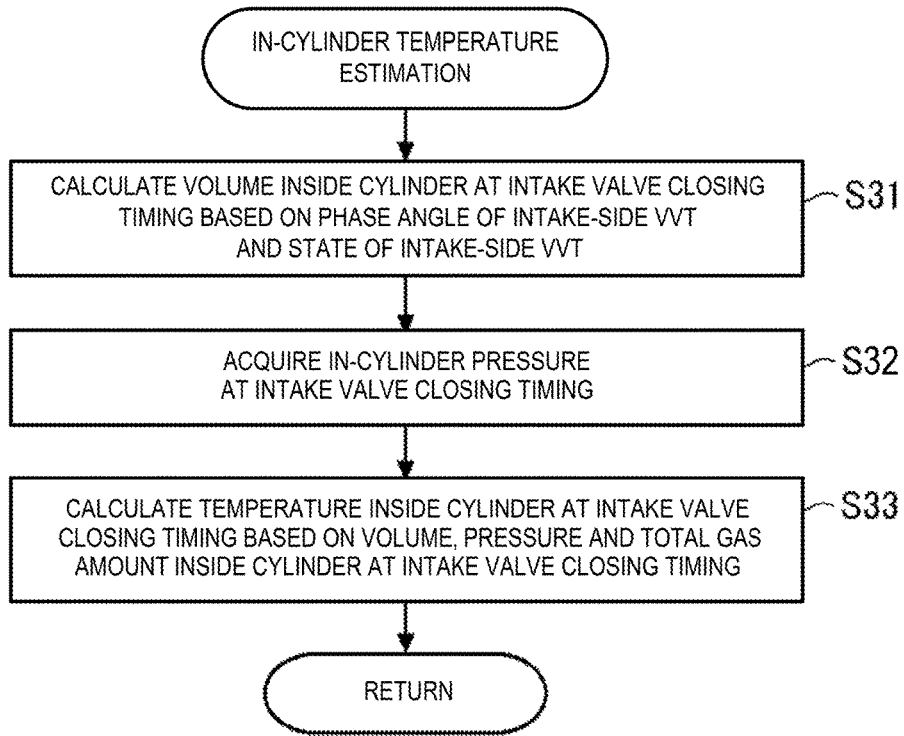 IN-CYLINDER TEMPERATURE
ESTIMATION
CALCULATE VOLUME INSIDE CYLINDER AT INTAKE VALVE CLOSING
TIMING BASED ON PHASE ANGLE OF INTAKE-SIDE VVT
AND STATE OF INTAKE-SIDE VVT
S31
ACQUIRE IN-CYLINDER PRESSURE
AT INTAKE VALVE CLOSING TIMING
S32
CALCULATE TEMPERATURE INSIDE CYLINDER AT INTAKE VALVE
CLOSING TIMING BASED ON VOLUME, PRESSURE AND TOTAL GAS
AMOUNT INSIDE CYLINDER AT INTAKE VALVE CLOSING TIMING
S33
RETURN